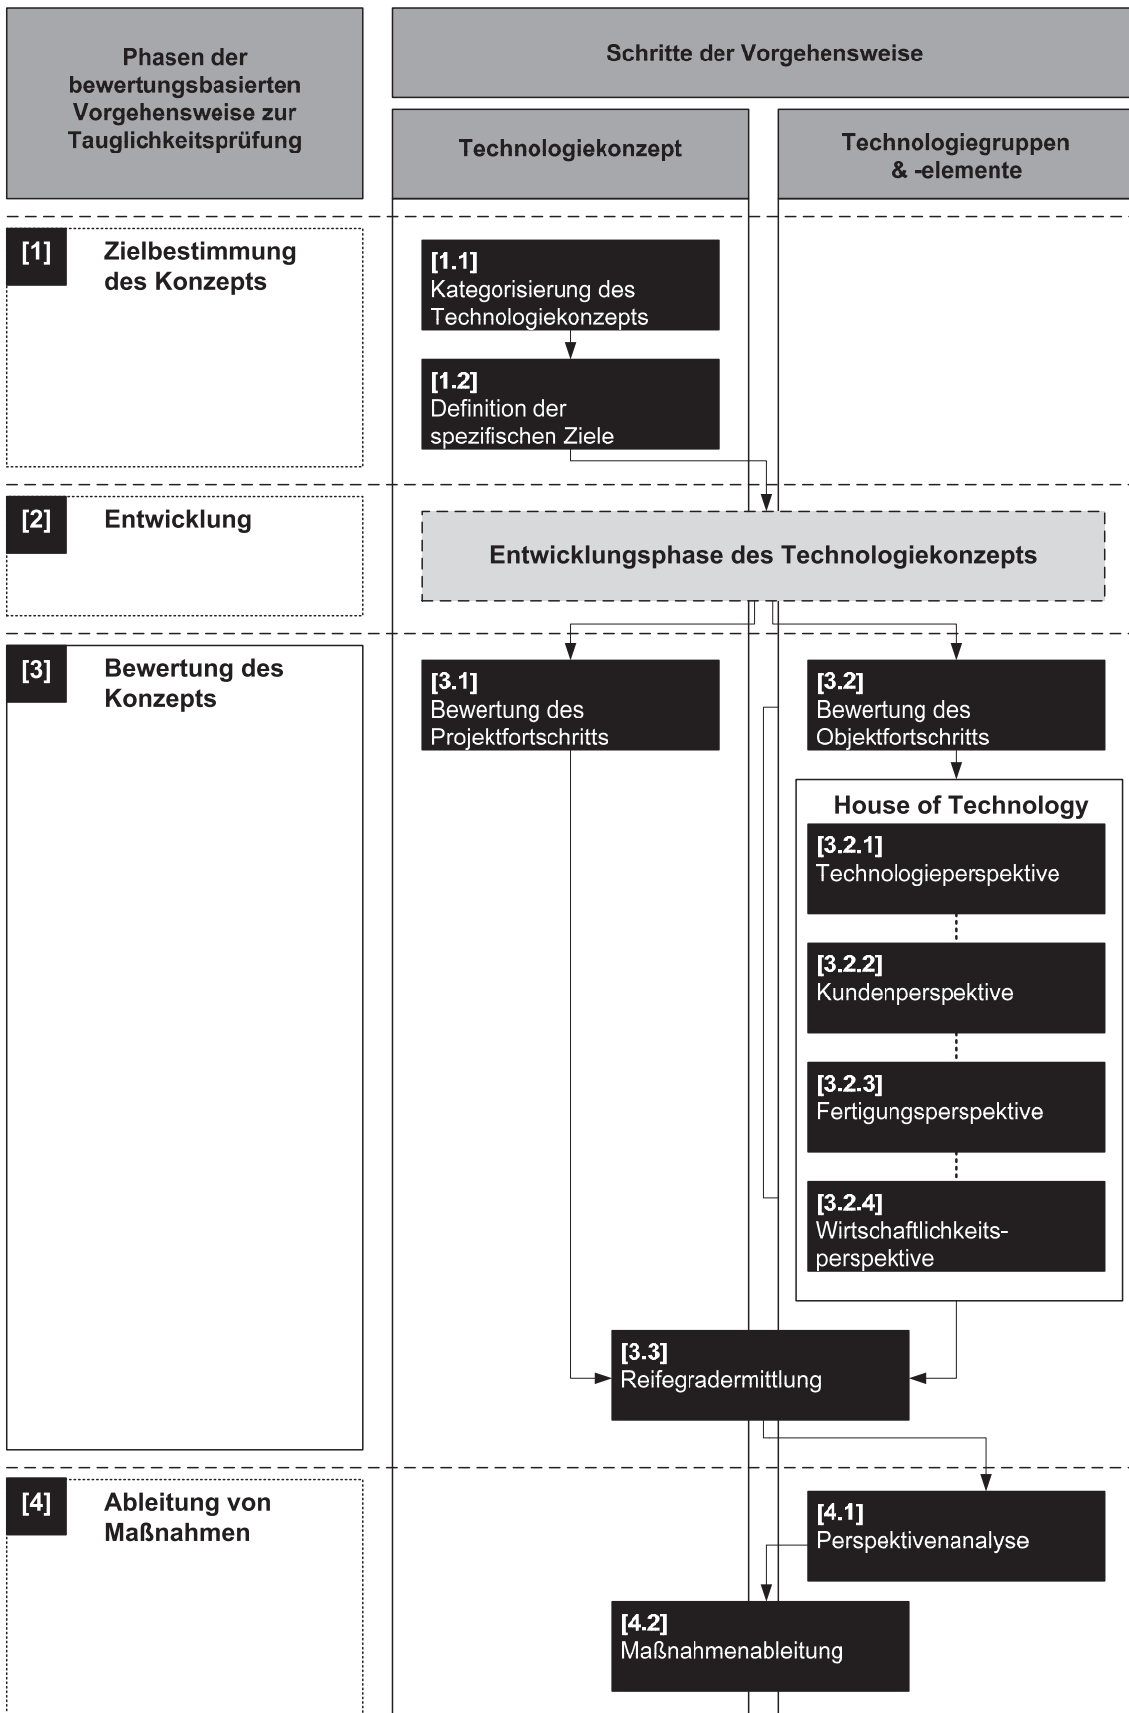 Phasen der
bewertungsbasierten
Vorgehensweise zur
Tauglichkeitsprüfung
Schritte der Vorgehensweise
Technologiekonzept
Technologiegruppen
& -elemente
[1]
Zielbestimmung
des Konzepts
[1.1]
Kategorisierung des
Technologiekonzepts
[1.2]
Definition der
spezifischen Ziele
[2]
Entwicklung
Entwicklungsphase des Technologiekonzepts
[3]
Bewertung des
Konzepts
[3.1]
Bewertung des
Projektfortschritts
[3.2]
Bewertung des
Objektfortschritts
House of Technology
[3.2.1]
Technologieperspektive
[3.2.2]
Kundenperspektive
[3.2.3]
Fertigungsperspektive
[3.2.4]
Wirtschaftlichkeits-
perspektive
[3.3]
Reifegradermittlung
[4]
Ableitung von
Maßnahmen
[4.1]
Perspektivenanalyse
[4.2]
Maßnahmenableitung